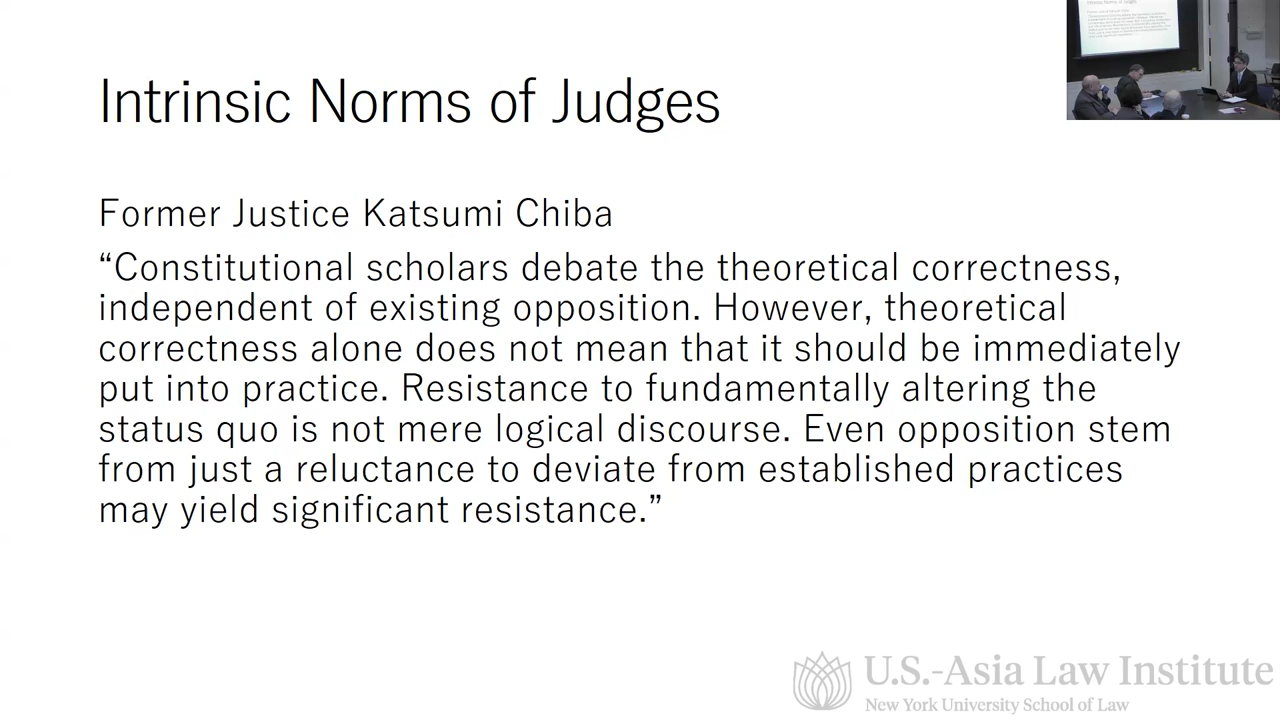 Intrinsic Norms of Judges
Former Justice Katsumi Chiba
“Constitutional scholars debate the theoretical correctness,
independent of existing opposition. However, theoretical
correctness alone does not mean that it should be immediately
put into practice. Resistance to fundamentally altering the
status quo is not mere logical discourse. Even opposition stem
from just a reluctance to deviate from established practices
may yield significant resistance.”
U.S.-Asia Law Institute
New York University School of Law